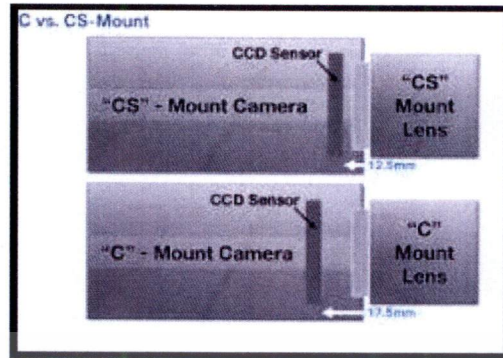 C vs. CS-Mount
CCD Sensor
"CS" - Mount Camera
"CS"
Mount
Lens
12.5mm
CCD Sensor
"C" - Mount Camera
"C"
Mount
Lens
17.5mm